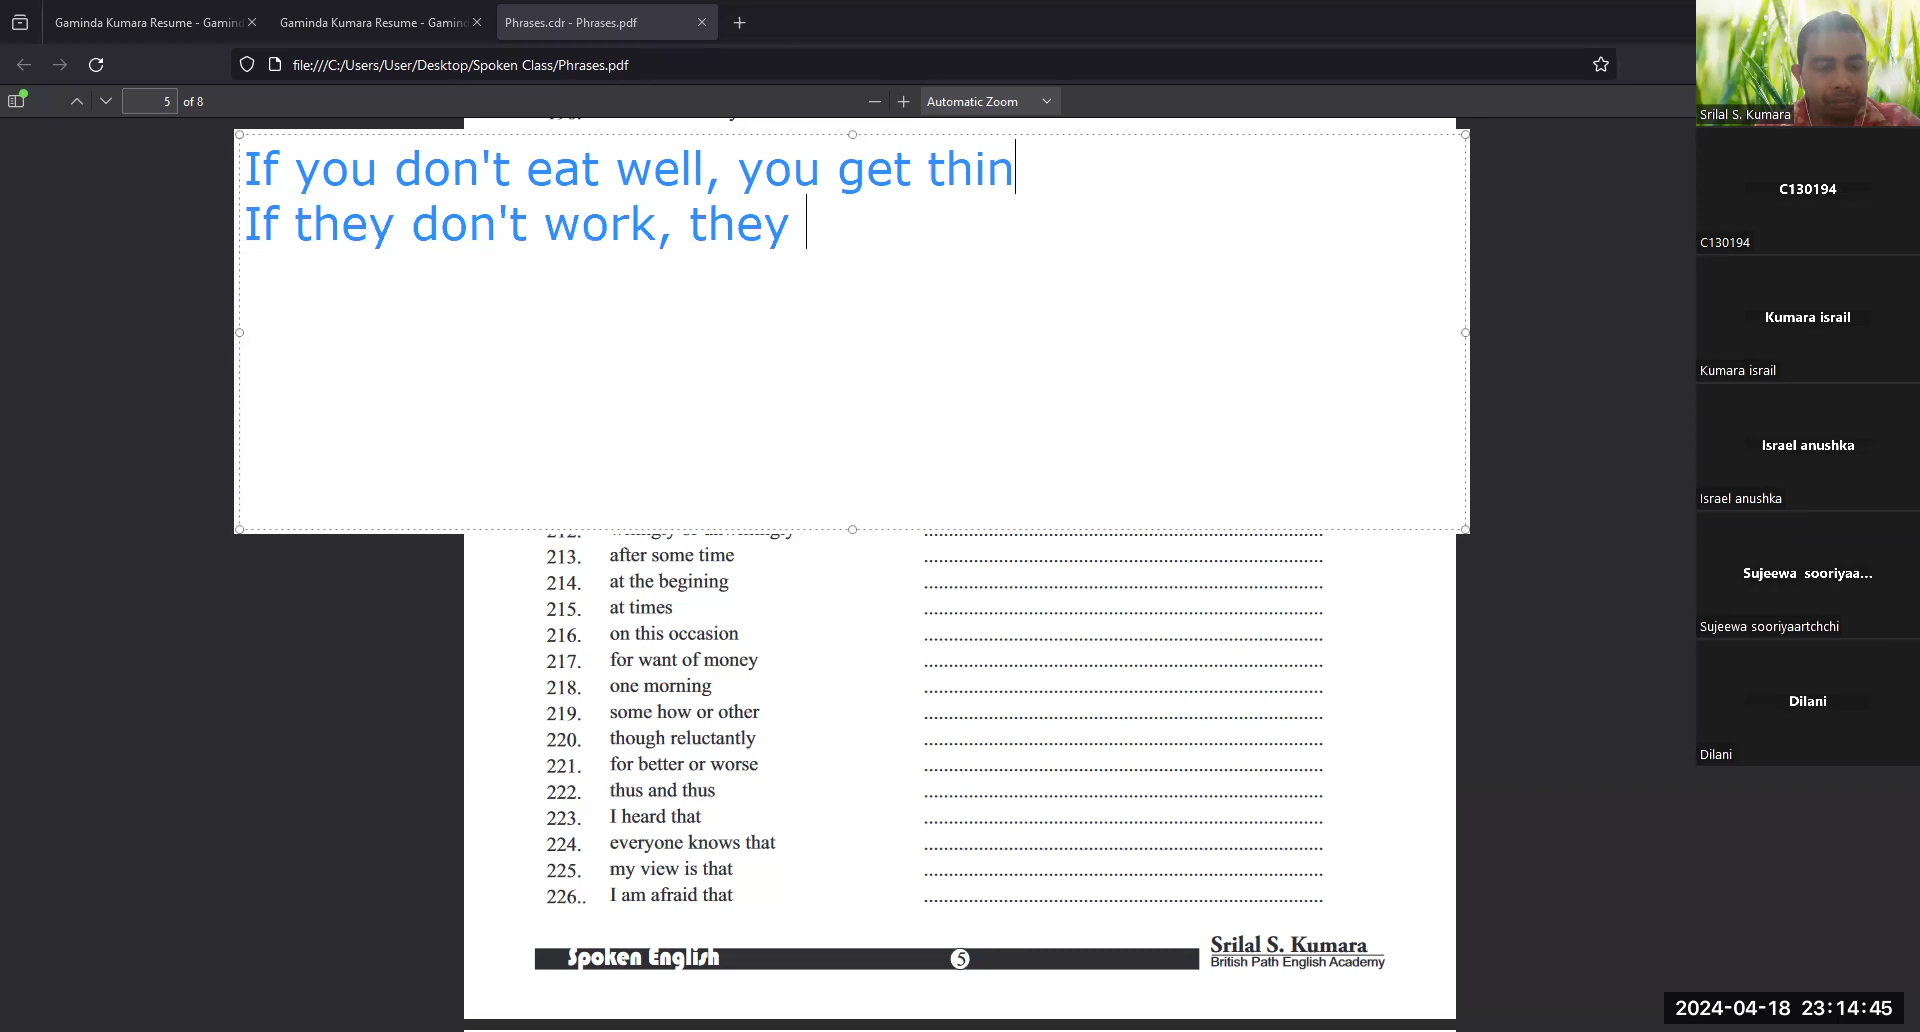 Gaminda Kumara Resume - Gamind
Gaminda Kumara Resume - Gamind
Phrases.cdr - Phrases.pdf
file:///C:/Users/User/Desktop/Spoken Class/Phrases.pdf
5 of 8
Automatic Zoom
If you don't eat well, you get thin
If they don't work, they
213. after some time
214. at the begining
215. at times
216. on this occasion
217. for want of money
218. one morning
219. some how or other
220. though reluctantly
221. for better or worse
222. thus and thus
223. I heard that
224. everyone knows that
225. my view is that
226.. I am afraid that
Spoken English
5
Srilal S. Kumara
British Path English Academy
Srilal S. Kumara
C130194
C130194
Kumara israil
Kumara israil
Israel anushka
Israel anushka
Sujeewa sooriyaa...
Sujeewa sooriyaartchchi
Dilani
Dilani
2024-04-18 23:14:45